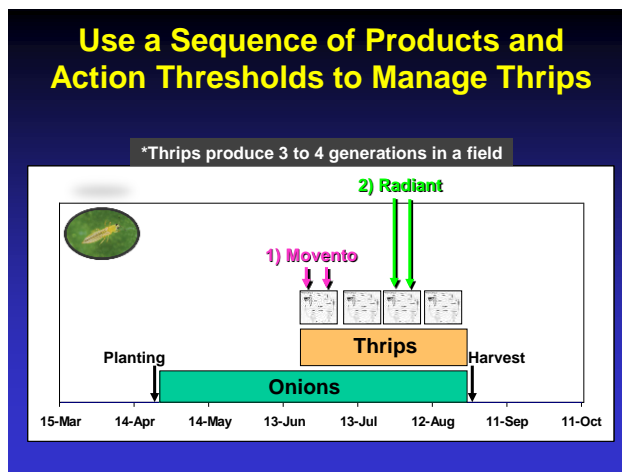 Use a Sequence of Products and
Action Thresholds to Manage Thrips
*Thrips produce 3 to 4 generations in a field
2) Radiant
1) Movento
Thrips
Planting
Harvest
Onions
15-Mar 14-Apr 14-May 13-Jun 13-Jul 12-Aug 11-Sep 11-Oct